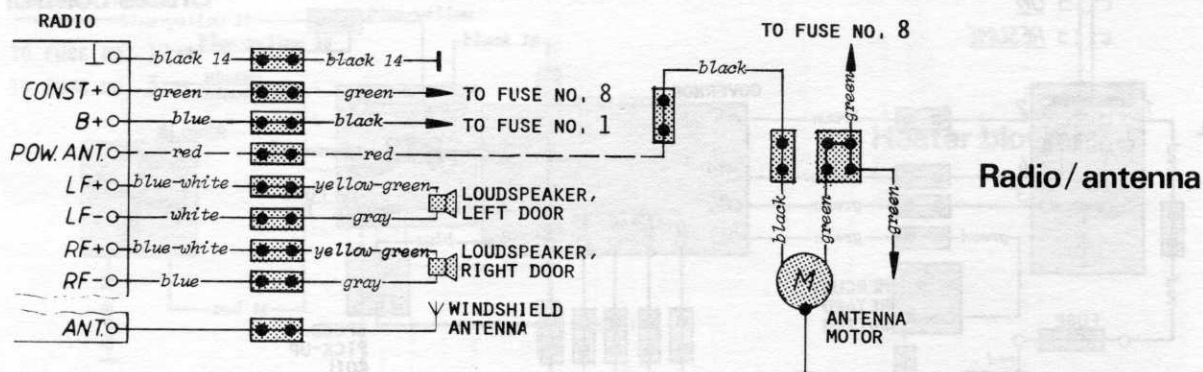 RADIO
⊥ black 14 black 14
CONST+ green green TO FUSE NO. 8
B+ blue black TO FUSE NO. 1
POW. ANT. red red
LF+ blue-white yellow-green
LF- white gray
LOUDSPEAKER,
LEFT DOOR
RF+ blue-white yellow-green
RF- blue gray
LOUDSPEAKER,
RIGHT DOOR
ANT.
WINDSHIELD
ANTENNA
TO FUSE NO. 8
black
green
black
green
green
M
ANTENNA
MOTOR
Radio/antenna